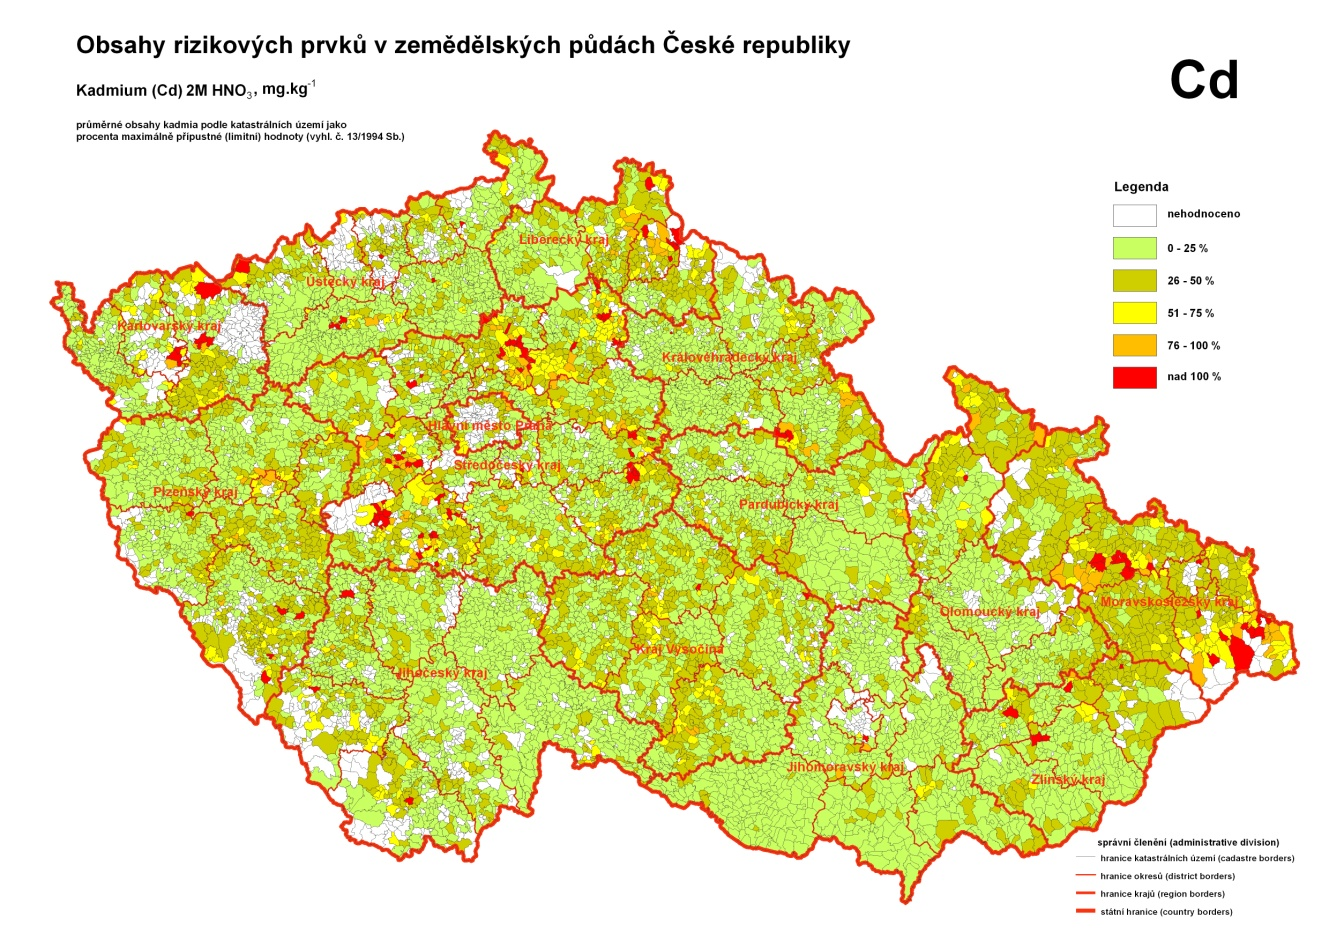 Obsahy rizikových prvků v zemědělských půdách České republiky
Cd
Kadmium (Cd) 2M HNO3, mg.kg-1
průměrné obsahy kadmia podle katastrálních území jako
procenta maximálně přípustné (limitní) hodnoty (vyhl. č. 13/1994 Sb.)
Legenda
nehodnoceno
0 - 25 %
26 - 50 %
51 - 75 %
76 - 100 %
nad 100 %
Liberecký kraj
Ústecký kraj
Karlovarský kraj
Královéhradecký kraj
Hlavní město Praha
Středočeský kraj
Plzeňský kraj
Pardubický kraj
Moravskoslezský kraj
Olomoucký kraj
Kraj Vysočina
Jihočeský kraj
Jihomoravský kraj
Zlínský kraj
správní členění (administrative division)
hranice katastrálních území (cadastre borders)
hranice okresů (district borders)
hranice krajů (region borders)
státní hranice (country borders)